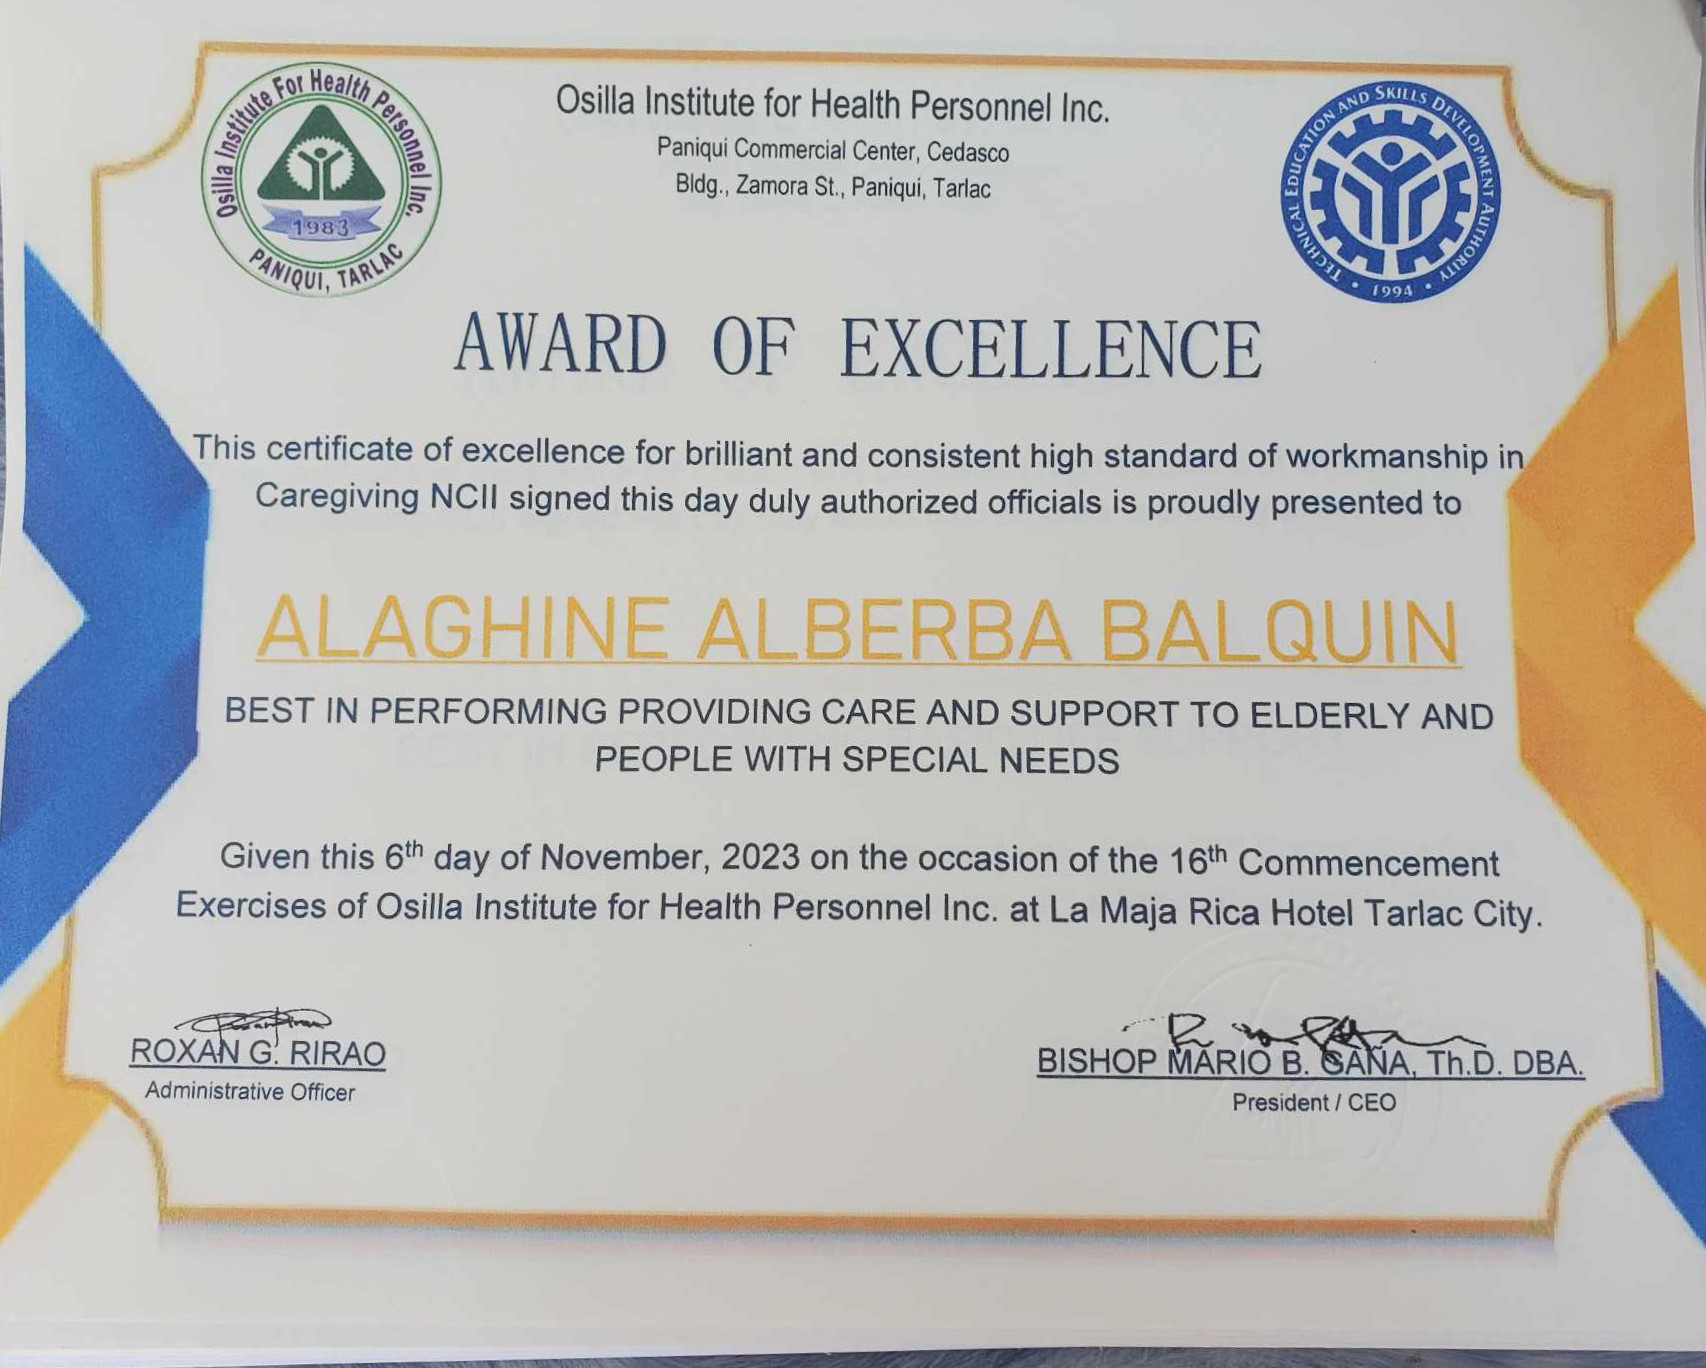 Osilla Institute For Health Personnel Inc.
1983
PANIQUI, TARLAC
Osilla Institute for Health Personnel Inc.
Paniqui Commercial Center, Cedasco
Bldg., Zamora St., Paniqui, Tarlac
TECHNICAL EDUCATION AND SKILLS DEVELOPMENT AUTHORITY
• 1994 •
AWARD OF EXCELLENCE
This certificate of excellence for brilliant and consistent high standard of workmanship in
Caregiving NCII signed this day duly authorized officials is proudly presented to
ALAGHINE ALBERBA BALQUIN
BEST IN PERFORMING PROVIDING CARE AND SUPPORT TO ELDERLY AND
PEOPLE WITH SPECIAL NEEDS
Given this 6th day of November, 2023 on the occasion of the 16th Commencement
Exercises of Osilla Institute for Health Personnel Inc. at La Maja Rica Hotel Tarlac City.
ROXAN G. RIRAO
Administrative Officer
BISHOP MARIO B. GAÑA, Th.D. DBA.
President / CEO